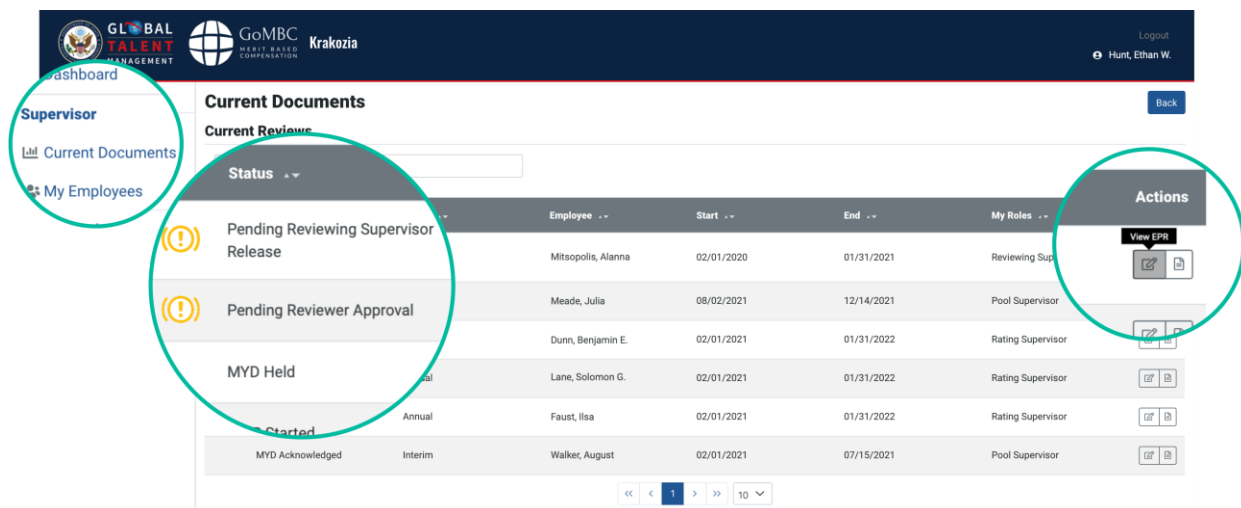 GLOBAL
TALENT
MANAGEMENT
GoMBC
MERIT BASED
COMPENSATION
Krakozia
Logout
Hunt, Ethan W.
Dashboard
Supervisor
Current Documents
My Employees
Current Documents
Back
Current Reviews
Status
Employee
Start
End
My Roles
Actions
View EPR
Pending Reviewing Supervisor
Release
Mitsopolis, Alanna
02/01/2020
01/31/2021
Reviewing Sup
Pending Reviewer Approval
Meade, Julia
08/02/2021
12/14/2021
Pool Supervisor
MYD Held
Dunn, Benjamin E.
02/01/2021
01/31/2022
Rating Supervisor
Lane, Solomon G.
02/01/2021
01/31/2022
Rating Supervisor
Started
Annual
Faust, Ilsa
02/01/2021
01/31/2022
Rating Supervisor
MYD Acknowledged
Interim
Walker, August
02/01/2021
07/15/2021
Pool Supervisor
« < 1 > » 10